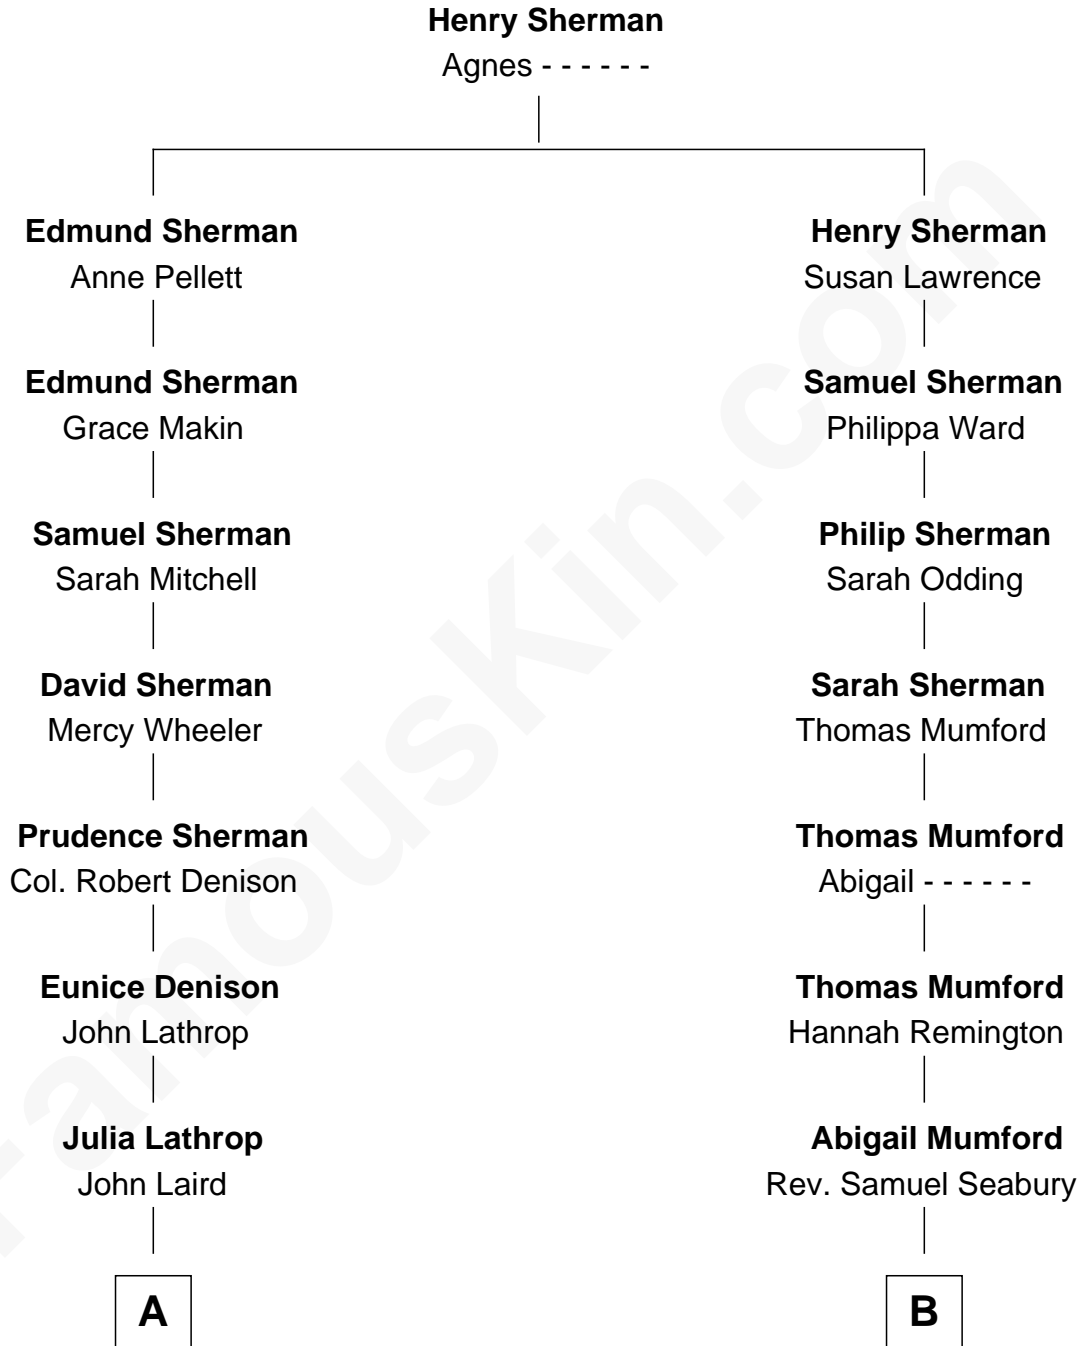 Henry Sherman
Agnes - - - - - -
Edmund Sherman
Anne Pellett
Henry Sherman
Susan Lawrence
Edmund Sherman
Grace Makin
Samuel Sherman
Philippa Ward
Samuel Sherman
Sarah Mitchell
Philip Sherman
Sarah Odding
David Sherman
Mercy Wheeler
Sarah Sherman
Thomas Mumford
Prudence Sherman
Col. Robert Denison
Thomas Mumford
Abigail - - - - - -
Eunice Denison
John Lathrop
Thomas Mumford
Hannah Remington
Julia Lathrop
John Laird
Abigail Mumford
Rev. Samuel Seabury
A
B
FamousKin.com